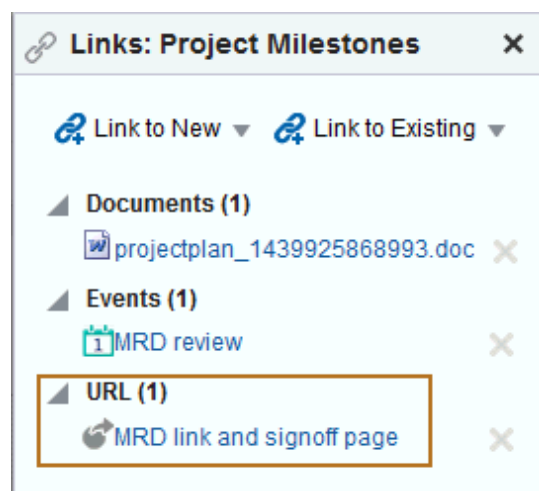 Links: Project Milestones
Link to New Link to Existing
Documents (1)
projectplan_1439925868993.doc
Events (1)
1 MRD review
URL (1)
MRD link and signoff page